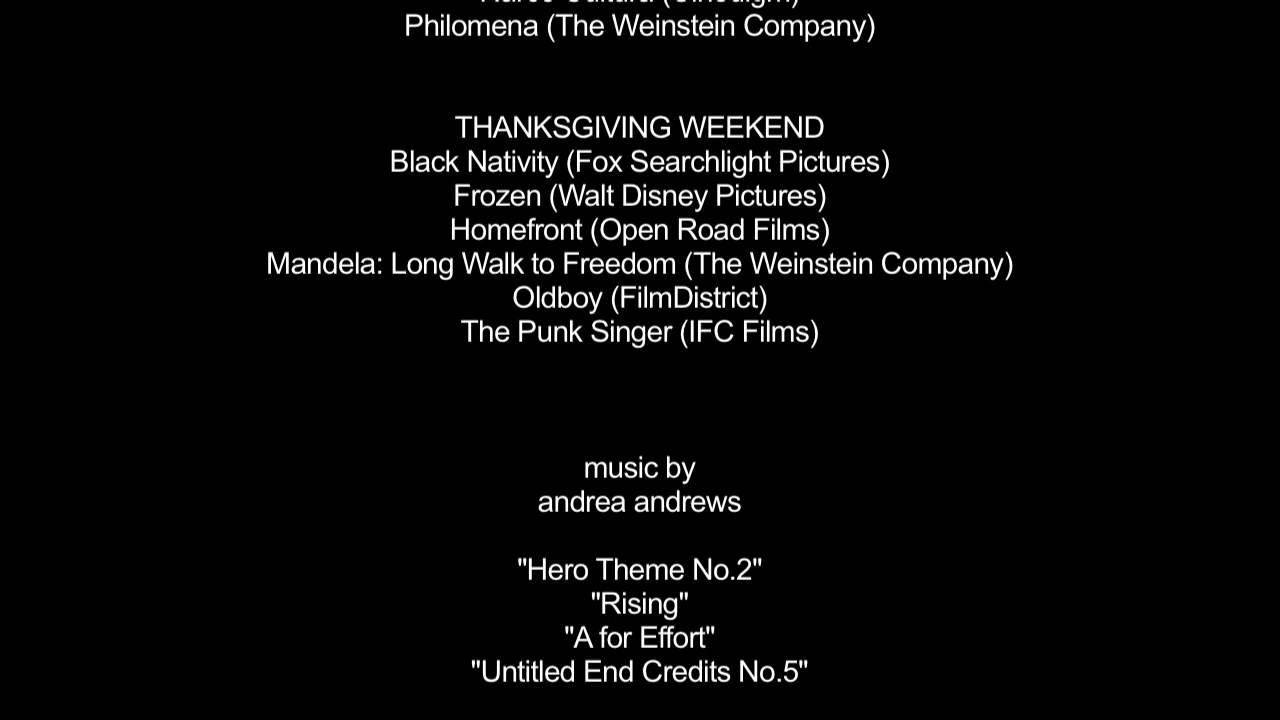 Philomena (The Weinstein Company)
THANKSGIVING WEEKEND
Black Nativity (Fox Searchlight Pictures)
Frozen (Walt Disney Pictures)
Homefront (Open Road Films)
Mandela: Long Walk to Freedom (The Weinstein Company)
Oldboy (FilmDistrict)
The Punk Singer (IFC Films)
music by
andrea andrews
"Hero Theme No.2"
"Rising"
"A for Effort"
"Untitled End Credits No.5"